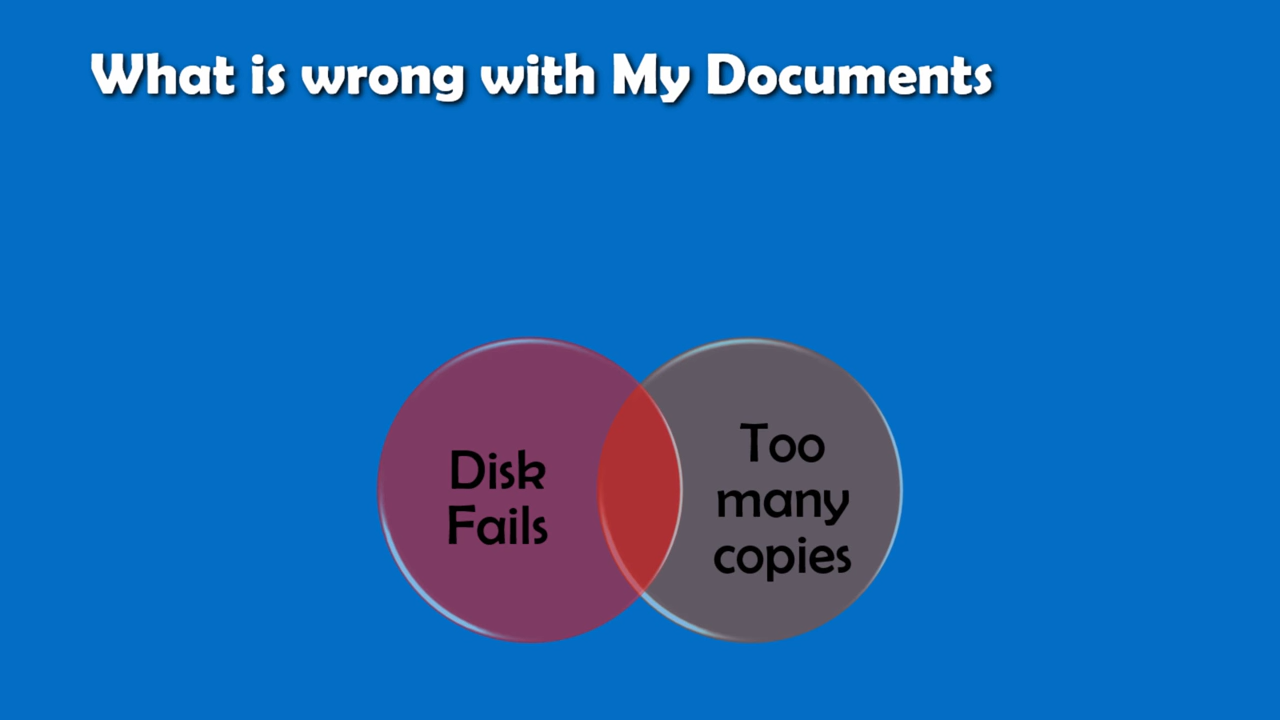 What is wrong with My Documents
Disk
Fails
Too
many
copies